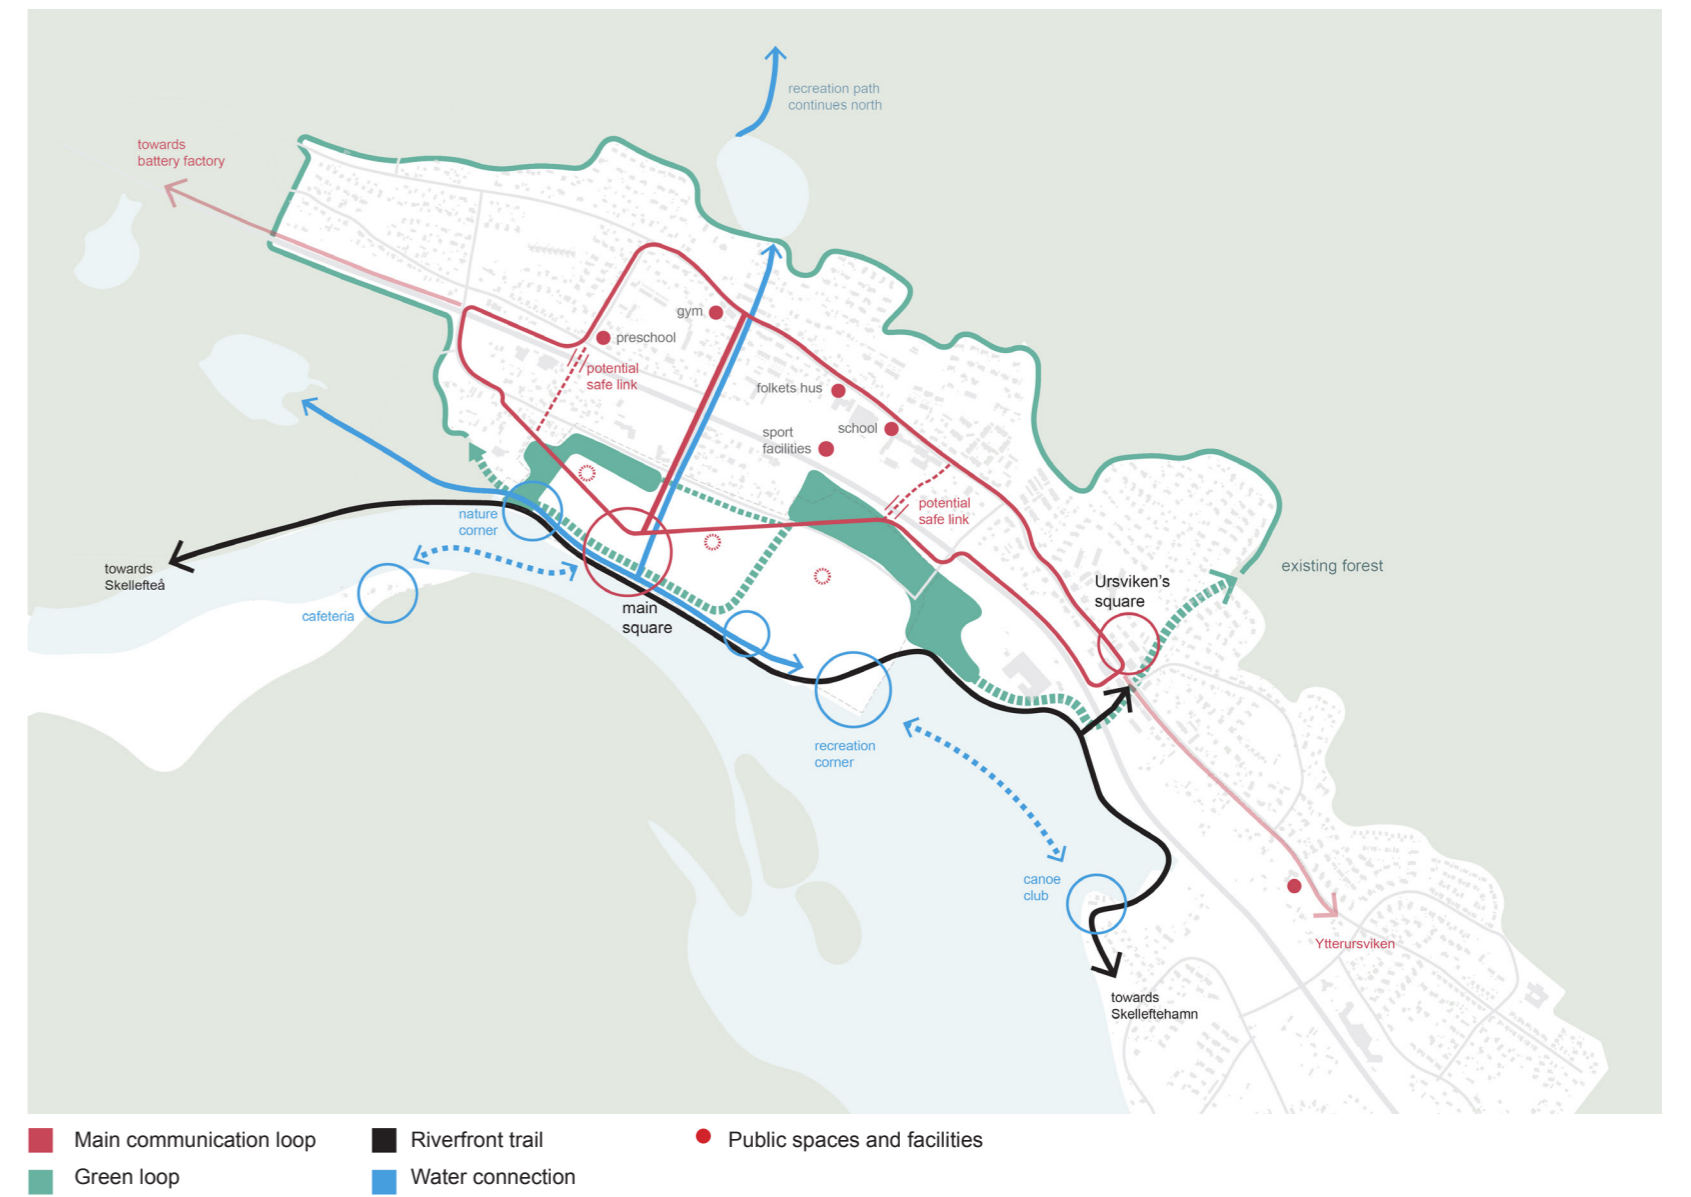 recreation path
continues north
towards
battery factory
gym
preschool
potential
safe link
folkets hus
school
sport
facilities
potential
safe link
nature
corner
towards
Skellefteå
cafeteria
main
square
Ursviken's
square
existing forest
recreation
corner
canoe
club
Ytterursviken
towards
Skelleftehamn
Main communication loop
Riverfront trail
Public spaces and facilities
Green loop
Water connection